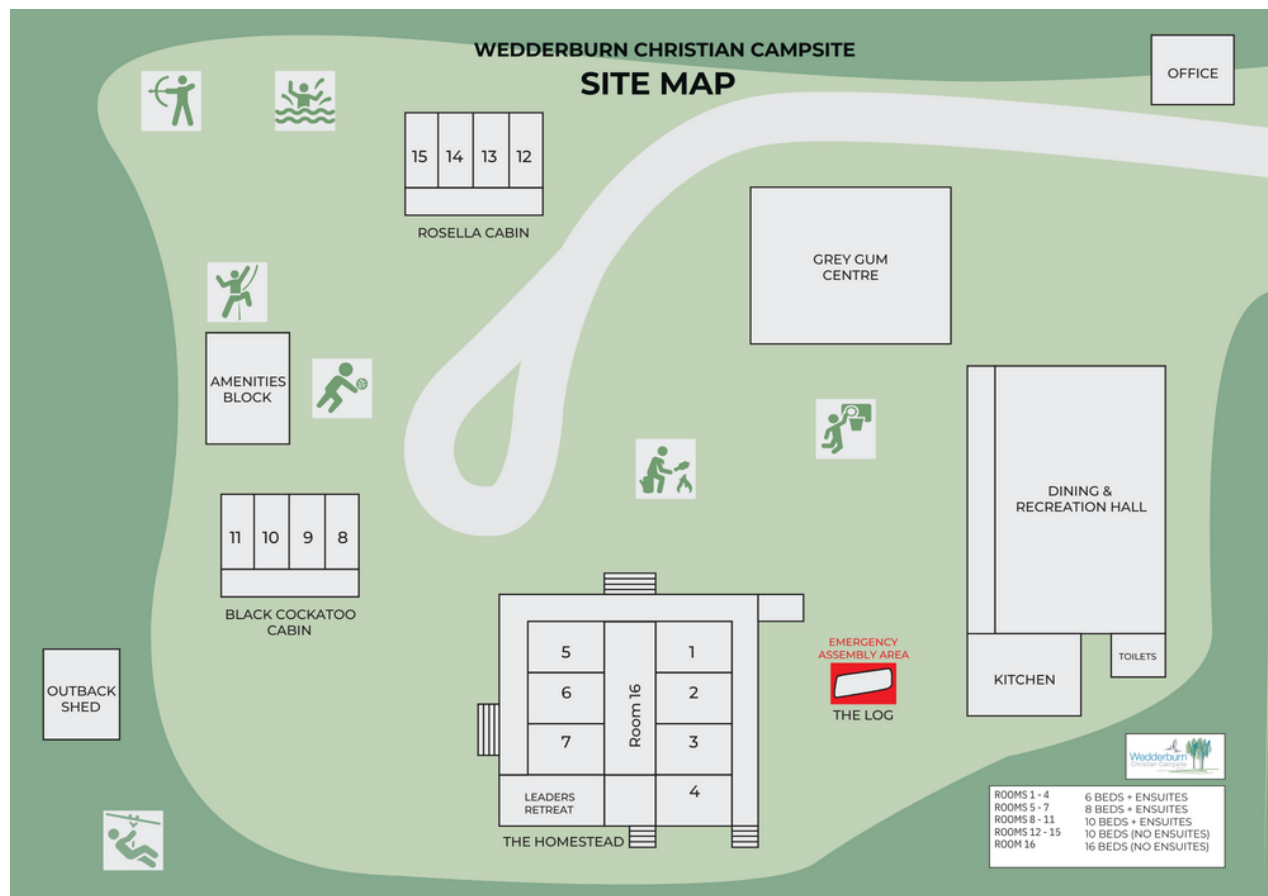 WEDDERBURN CHRISTIAN CAMPSITE
SITE MAP
OFFICE
15 14 13 12
ROSELLA CABIN
GREY GUM
CENTRE
AMENITIES
BLOCK
DINING &
RECREATION HALL
11 10 9 8
BLACK COCKATOO
CABIN
OUTBACK
SHED
5
6
7
Room 16
1
2
3
4
LEADERS
RETREAT
THE HOMESTEAD
EMERGENCY
ASSEMBLY AREA
THE LOG
KITCHEN
TOILETS
Wedderburn
Christian Campsite
ROOMS 1 - 4 6 BEDS + ENSUITES
ROOMS 5 - 7 8 BEDS + ENSUITES
ROOMS 8 - 11 10 BEDS + ENSUITES
ROOMS 12 - 15 10 BEDS (NO ENSUITES)
ROOM 16 16 BEDS (NO ENSUITES)